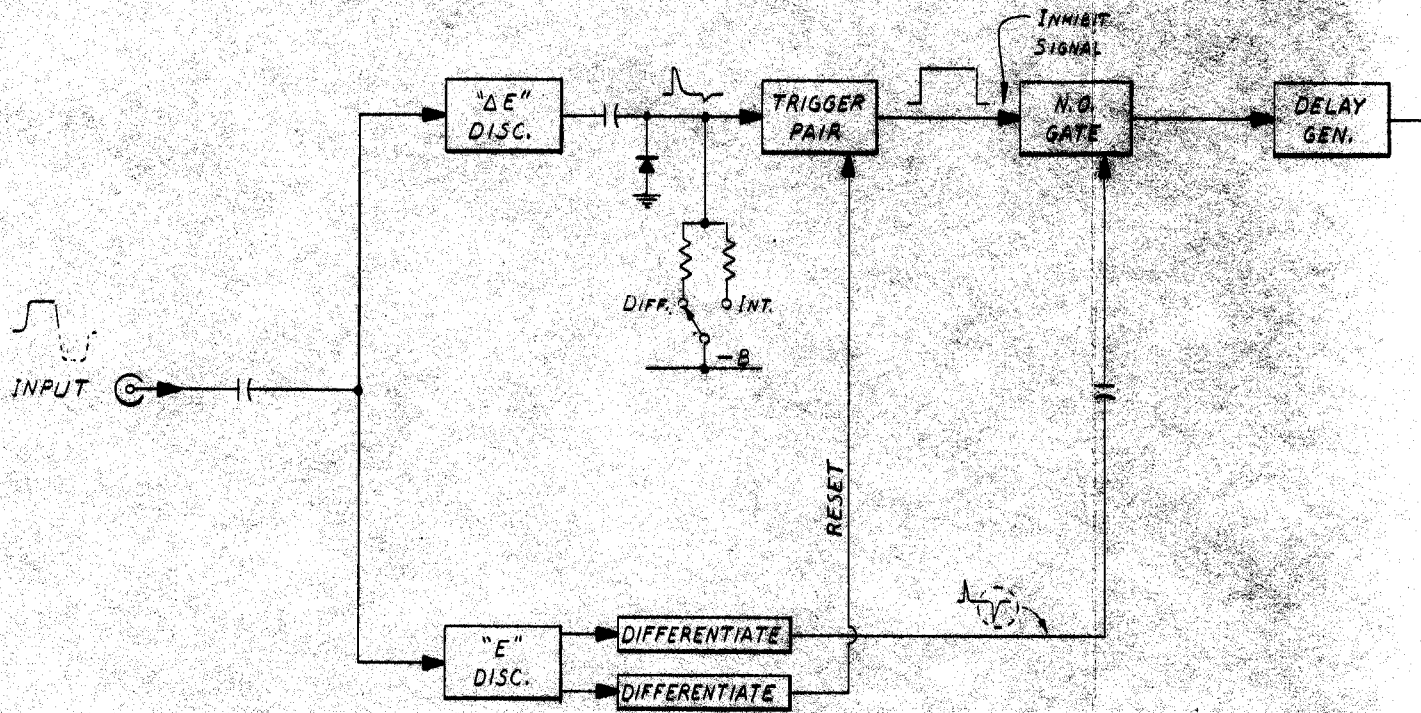 INHIBIT
SIGNAL
"ΔE"
DISC.
TRIGGER
PAIR
N.O.
GATE
DELAY
GEN.
DIFF.
INT.
-B
INPUT
RESET
"E"
DISC.
DIFFERENTIATE
DIFFERENTIATE